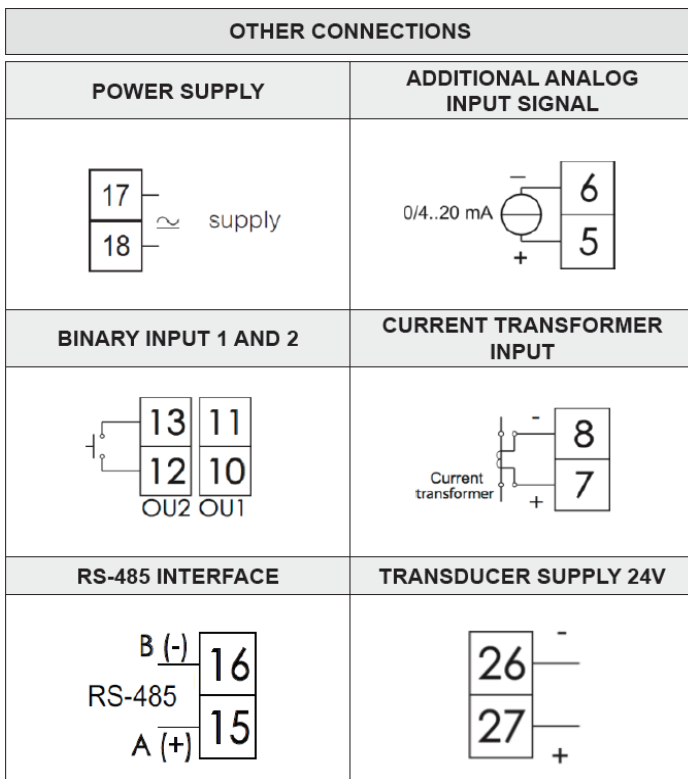 OTHER CONNECTIONS
POWER SUPPLY
ADDITIONAL ANALOG
INPUT SIGNAL
17
18
≃ supply
0/4..20 mA
–
+
6
5
BINARY INPUT 1 AND 2
CURRENT TRANSFORMER
INPUT
13 11
12 10
OU2 OU1
Current
transformer
-
+
8
7
RS-485 INTERFACE
TRANSDUCER SUPPLY 24V
B (-)
RS-485
A (+)
16
15
26
27
-
+